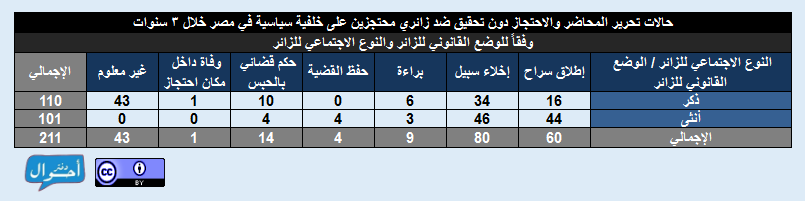 حالات تحرير المحاضر والاحتجاز دون تحقيق ضد زائري محتجزين على خلفية سياسية في مصر خلال ٣ سنوات
وفقاً للوضع القانوني للزائر والنوع الاجتماعي للزائر
النوع الاجتماعي للزائر / الوضع القانوني للزائر إطلاق سراح إخلاء سبيل براءة حفظ القضية حكم قضائي بالحبس وفاة داخل مكان احتجاز غير معلوم الإجمالي
ذكر 16 34 6 0 10 1 43 110
أنثى 44 46 3 4 4 0 0 101
الإجمالي 60 80 9 4 14 1 43 211
دفتر أحوال
cc BY